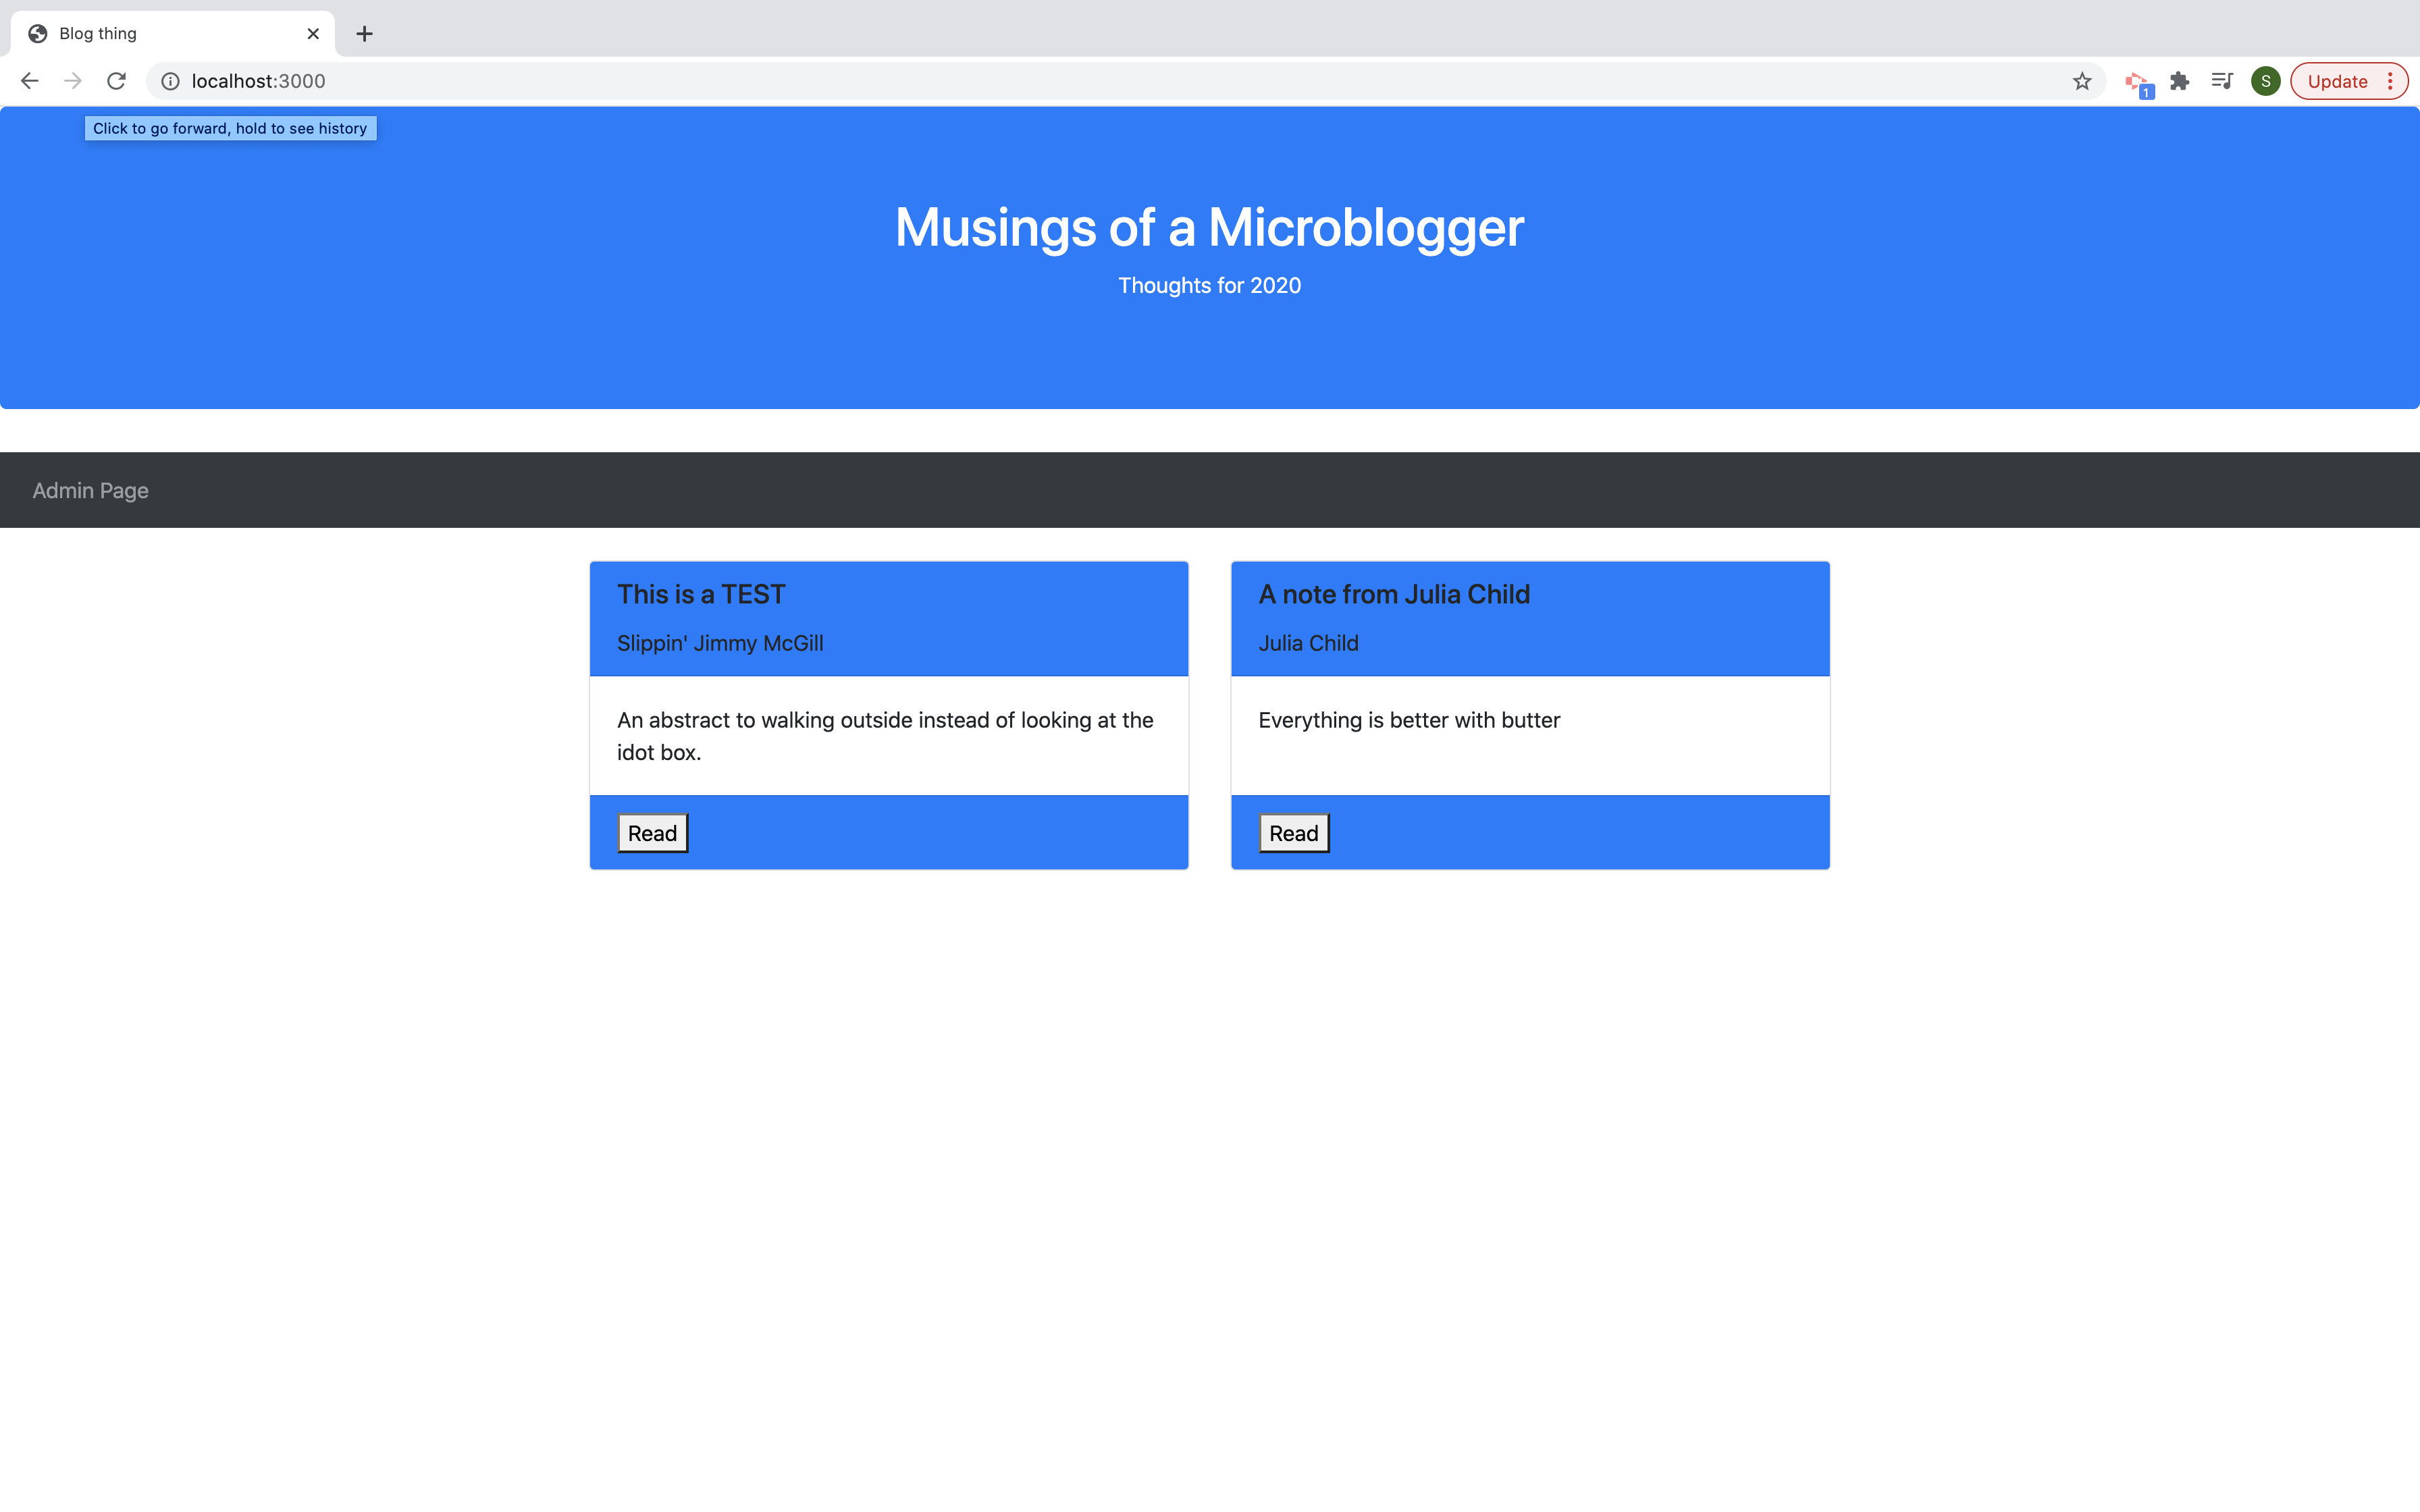 Blog thing
localhost:3000
1
S
Update
Click to go forward, hold to see history
Musings of a Microblogger
Thoughts for 2020
Admin Page
This is a TEST
Slippin' Jimmy McGill
An abstract to walking outside instead of looking at the
idot box.
Read
A note from Julia Child
Julia Child
Everything is better with butter
Read